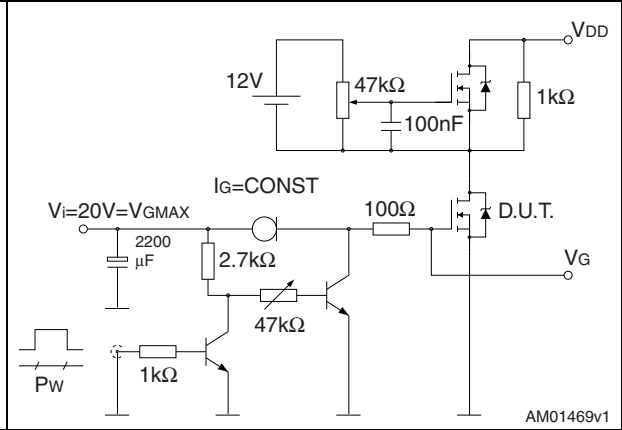 VDD
12V
47kΩ
1kΩ
100nF
IG=CONST
Vi=20V=VGMAX
100Ω
D.U.T.
2200
μF
2.7kΩ
VG
47kΩ
1kΩ
PW
AM01469v1